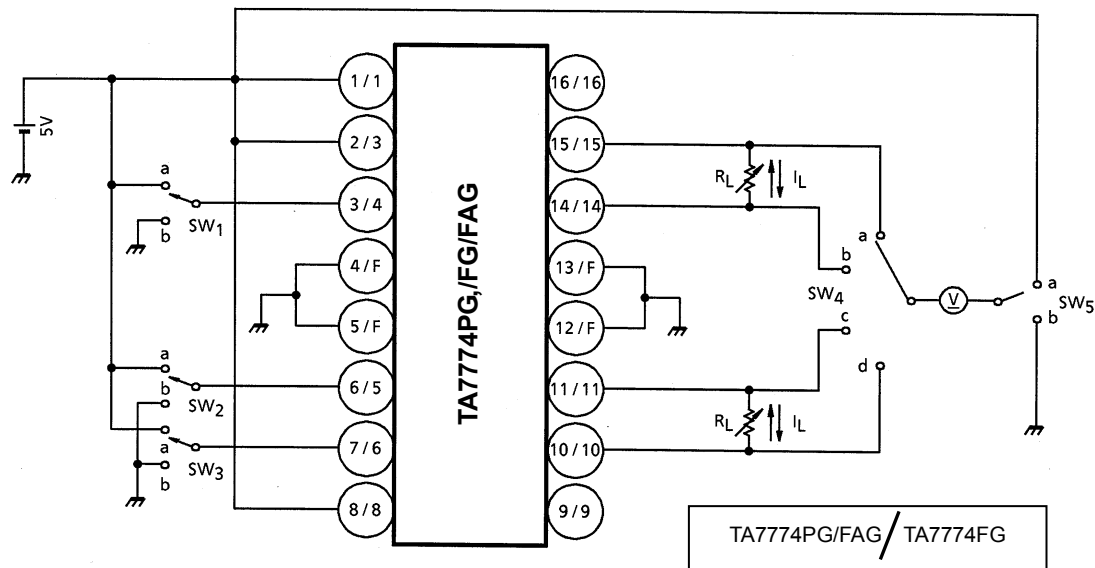 5V
a
b
SW1
a
b
SW2
a
b
SW3
1 / 1
2 / 3
3 / 4
4 / F
5 / F
6 / 5
7 / 6
8 / 8
TA7774PG,/FG/FAG
16 / 16
15 / 15
14 / 14
13 / F
12 / F
11 / 11
10 / 10
9 / 9
RL IL
RL IL
a
b
SW4
c
d
V
a
SW5
b
TA7774PG/FAG / TA7774FG